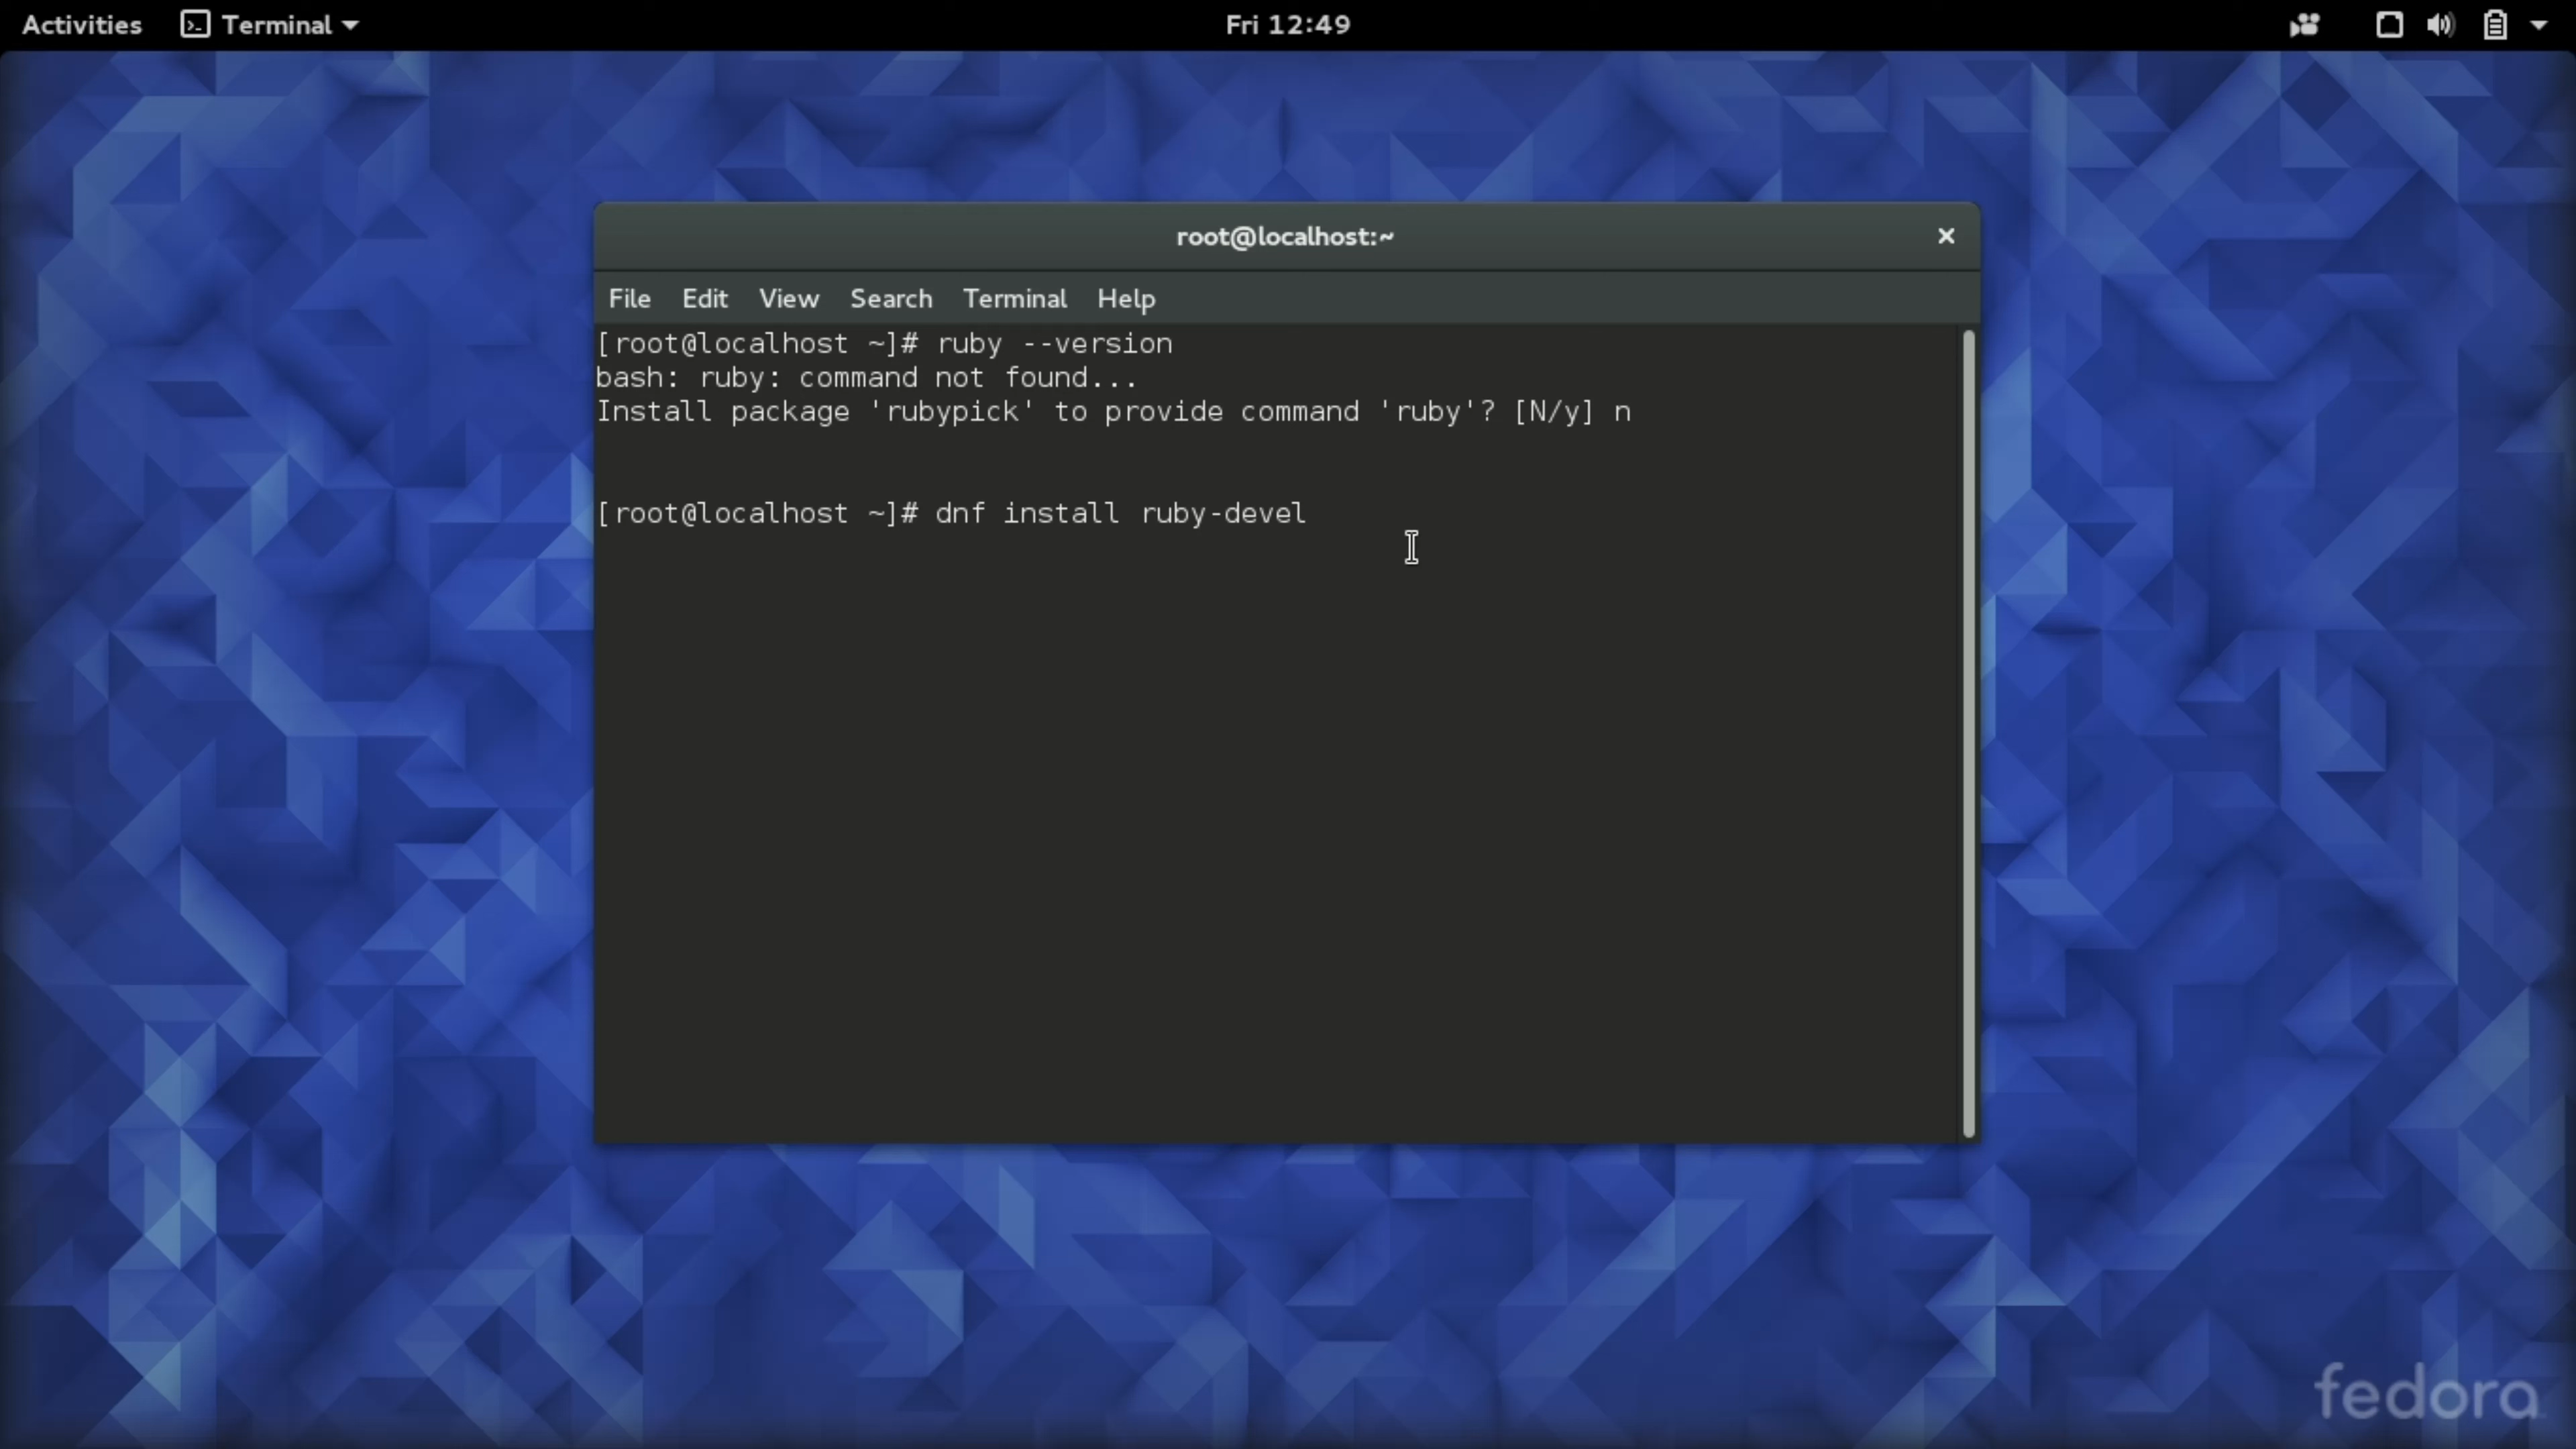 Activities Terminal Fri 12:49
root@localhost:~
File Edit View Search Terminal Help
[root@localhost ~]# ruby --version
bash: ruby: command not found...
Install package 'rubypick' to provide command 'ruby'? [N/y] n
[root@localhost ~]# dnf install ruby-devel
fedora